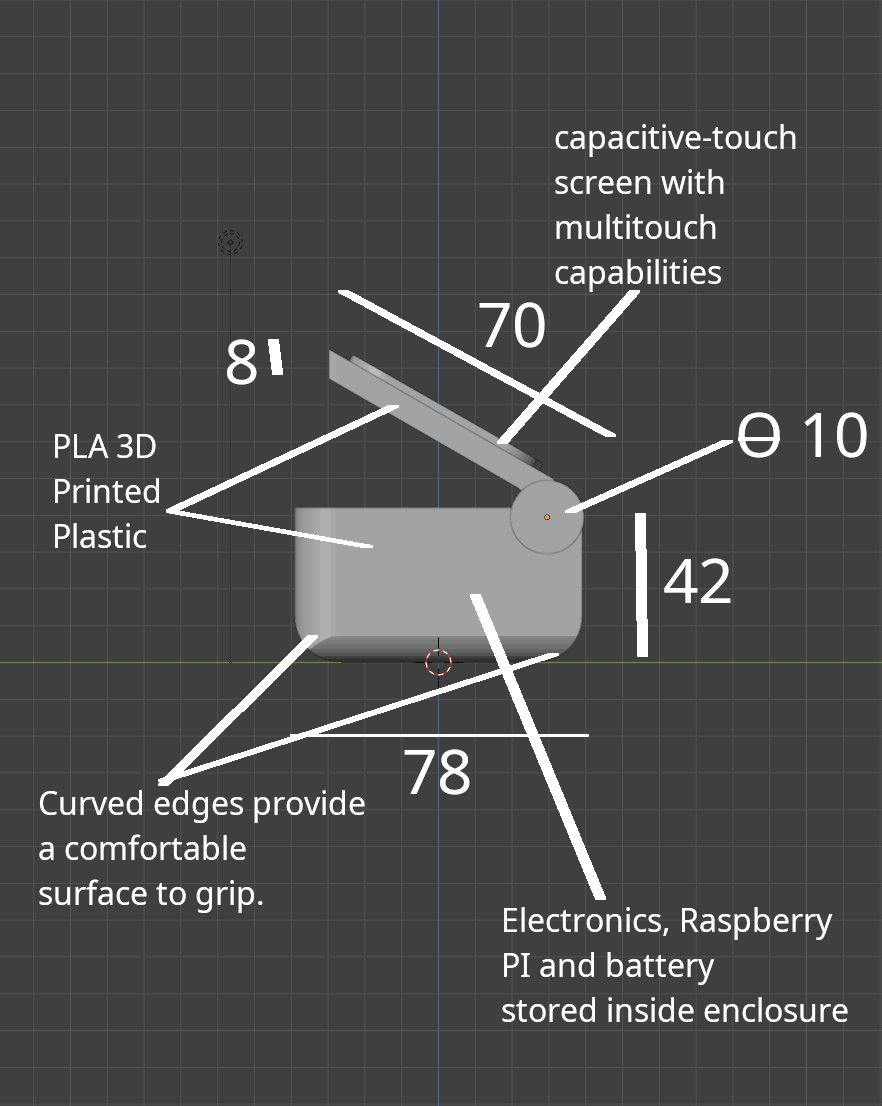 capacitive-touch
screen with
multitouch
capabilities
70
8
Ɵ 10
PLA 3D
Printed
Plastic
42
78
Curved edges provide
a comfortable
surface to grip.
Electronics, Raspberry
PI and battery
stored inside enclosure